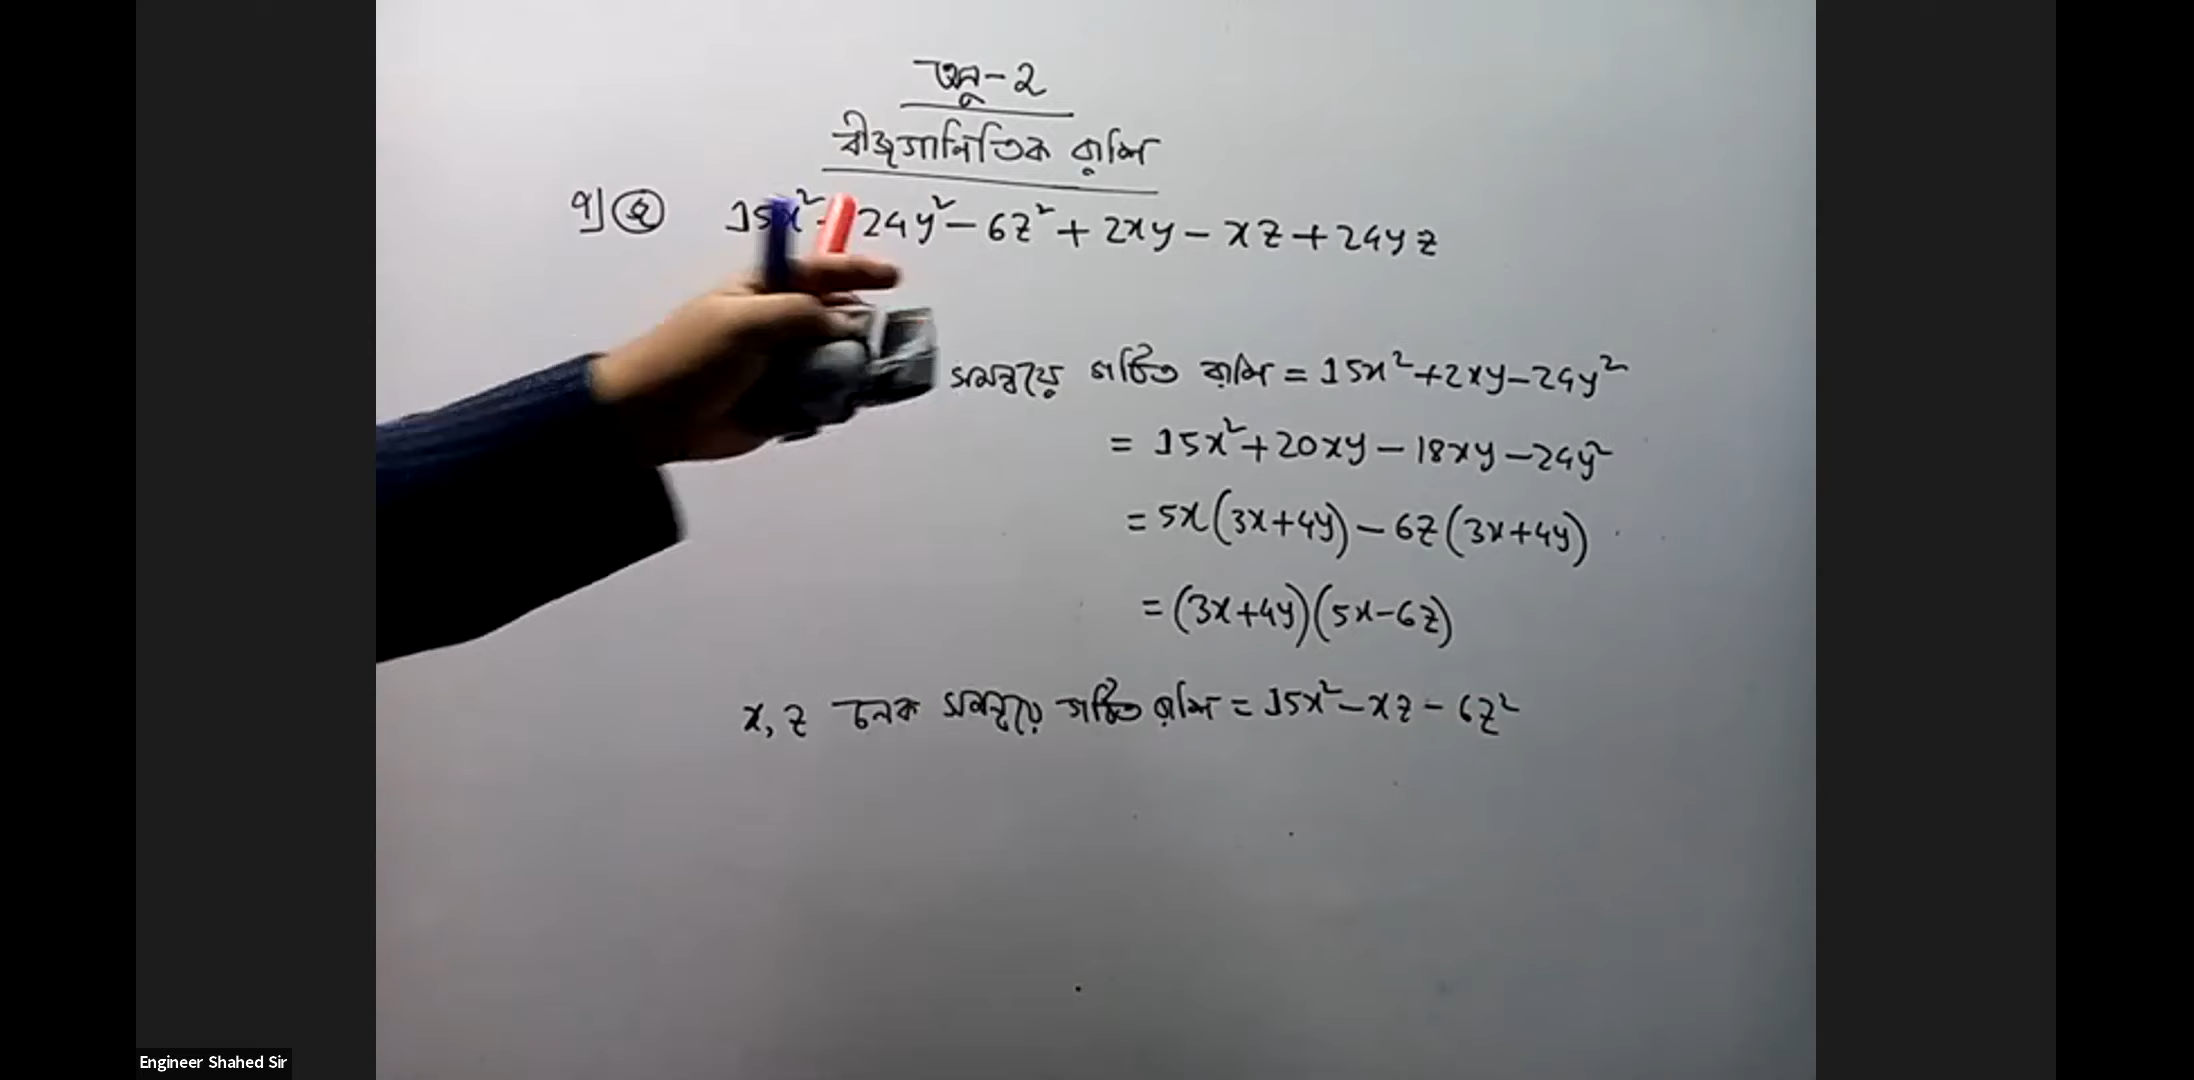 অনু-2
বীজগানিতিক রাশি
৭| জ 15x² - 24y² - 6z² + 2xy - xz + 24yz
সমন্বয়ে গঠিত রাশি = 15x² + 2xy - 24y²
= 15x² + 20xy - 18xy - 24y²
= 5x(3x+4y) - 6z(3x+4y)
= (3x+4y)(5x-6z)
x, z চলক সমন্বয়ে গঠিত রাশি = 15x² - xz - 6z²
Engineer Shahed Sir